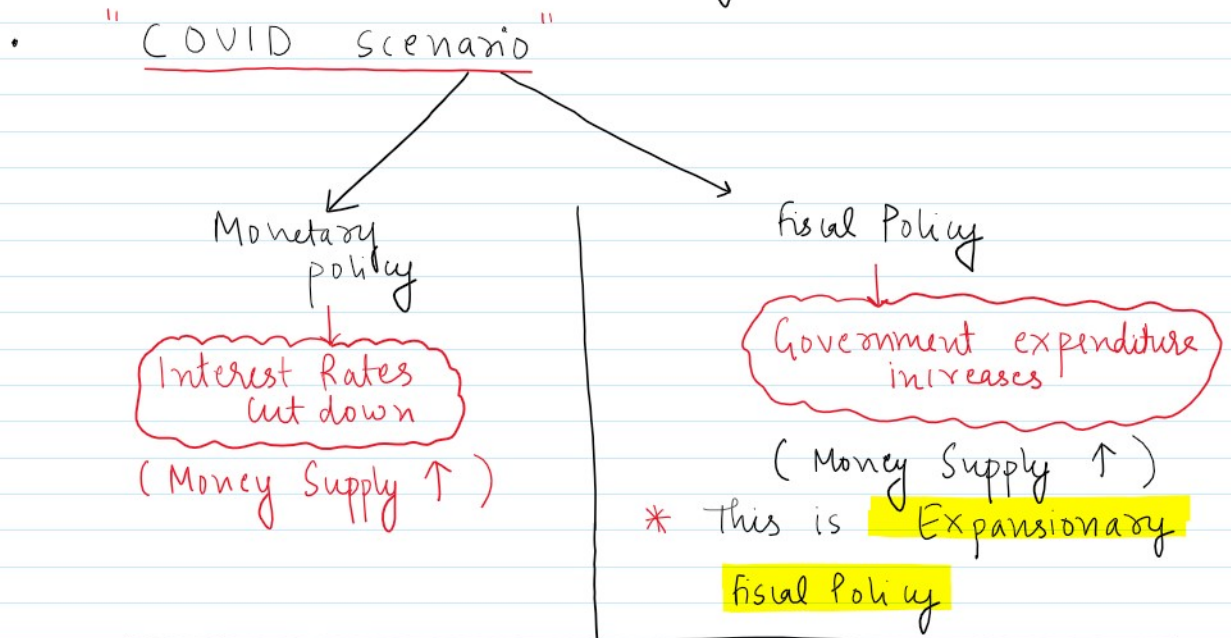 • "COVID Scenario"
Monetary
policy
Interest Rates
cut down
(Money Supply ↑)
Fiscal Policy
Government expenditure
increases
(Money Supply ↑)
* This is Expansionary
Fiscal Policy